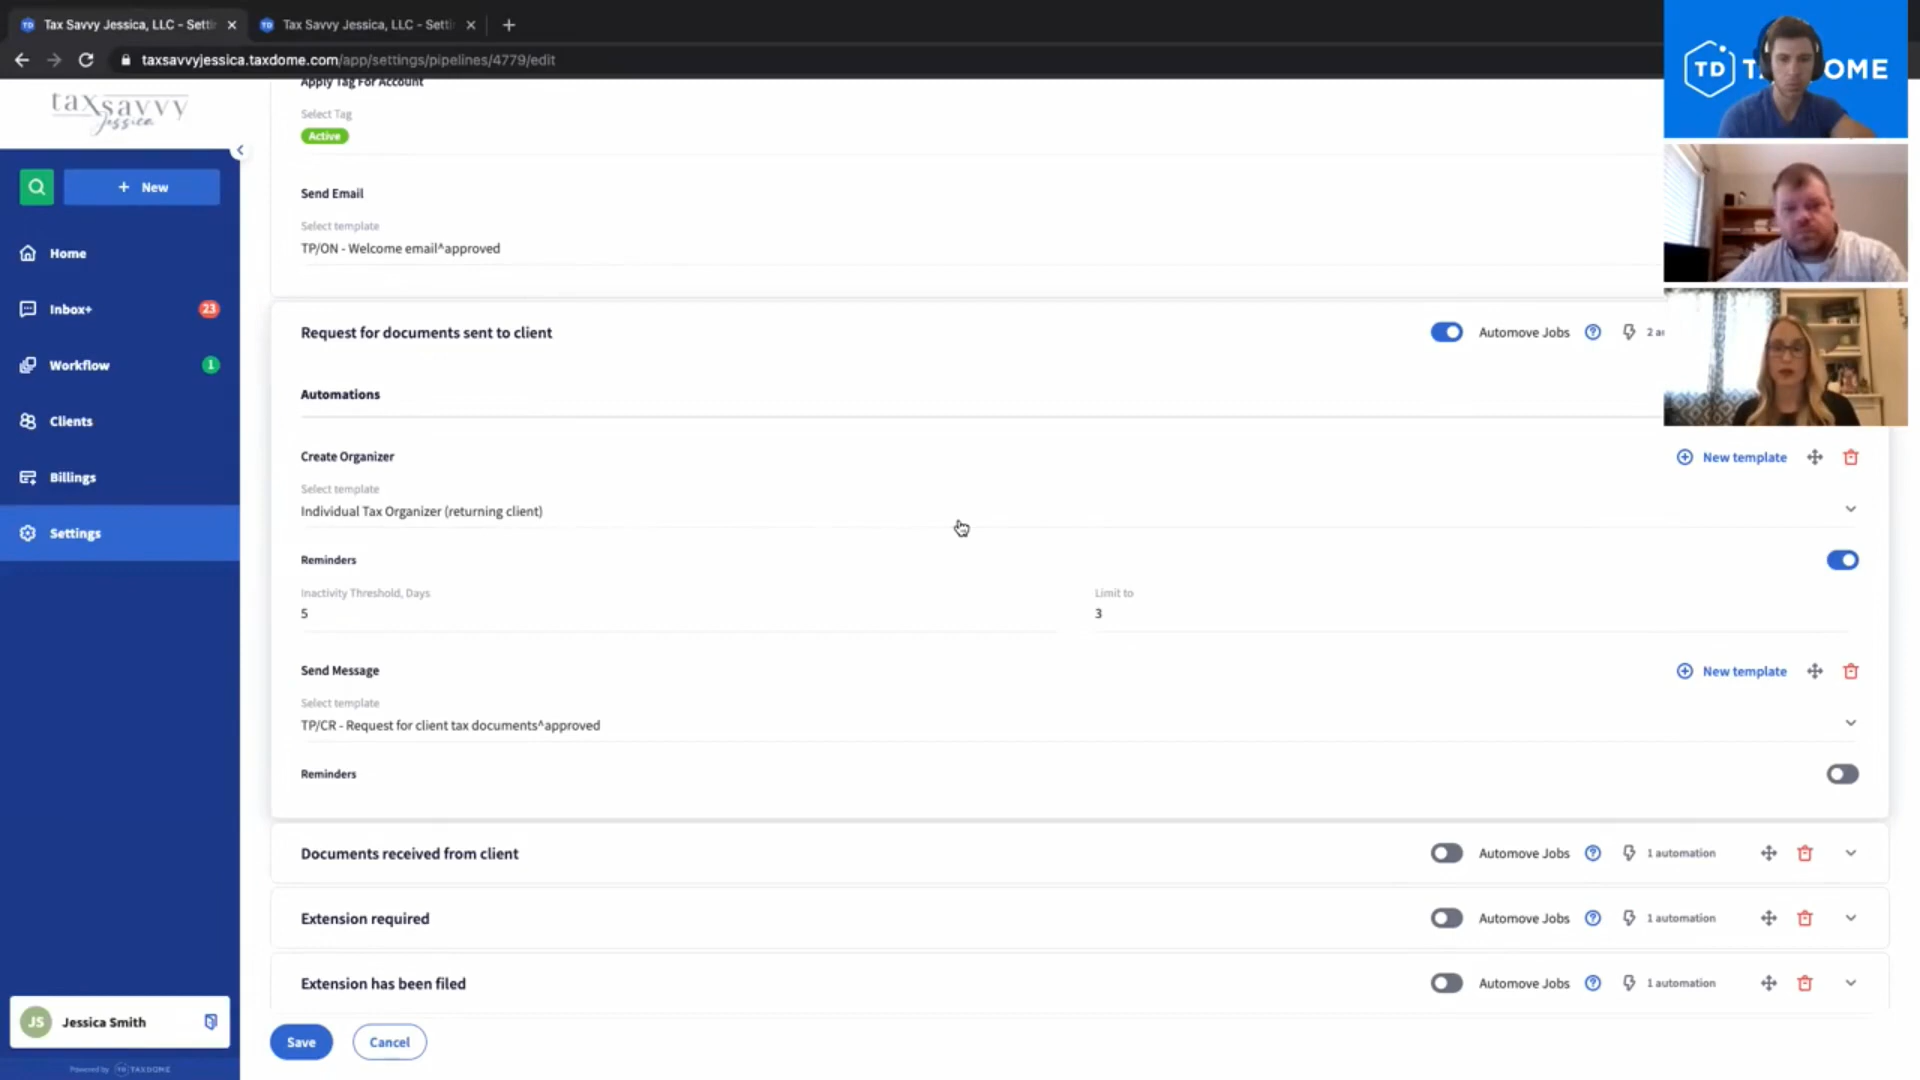 Tax Savvy Jessica, LLC - Setti
Tax Savvy Jessica, LLC - Setti
taxsavvyjessica.taxdome.com/app/settings/pipelines/4779/edit
TD
OME
tax savvy
Jessica
New
Home
Inbox+
23
Workflow
1
Clients
Billings
Settings
JS
Jessica Smith
Powered by TD TAXDOME
Apply Tag For Account
Select Tag
Active
Send Email
Select template
TP/ON - Welcome email^approved
Request for documents sent to client
Automove Jobs
2 a
Automations
Create Organizer
New template
Select template
Individual Tax Organizer (returning client)
Reminders
Inactivity Threshold, Days
5
Limit to
3
Send Message
New template
Select template
TP/CR - Request for client tax documents^approved
Reminders
Documents received from client
Automove Jobs
1 automation
Extension required
Automove Jobs
1 automation
Extension has been filed
Automove Jobs
1 automation
Save
Cancel